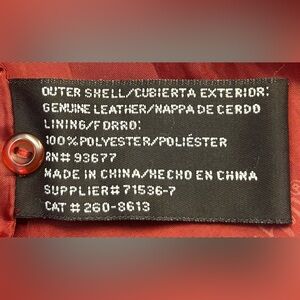 OUTER SHELL/CUBIERTA EXTERIOR:
GENUINE LEATHER/NAPPA DE CERDO
LINING/FORRO:
100% POLYESTER/POLIÉSTER
RN# 93677
MADE IN CHINA/HECHO EN CHINA
SUPPLIER# 71536-7
CAT # 260-8613